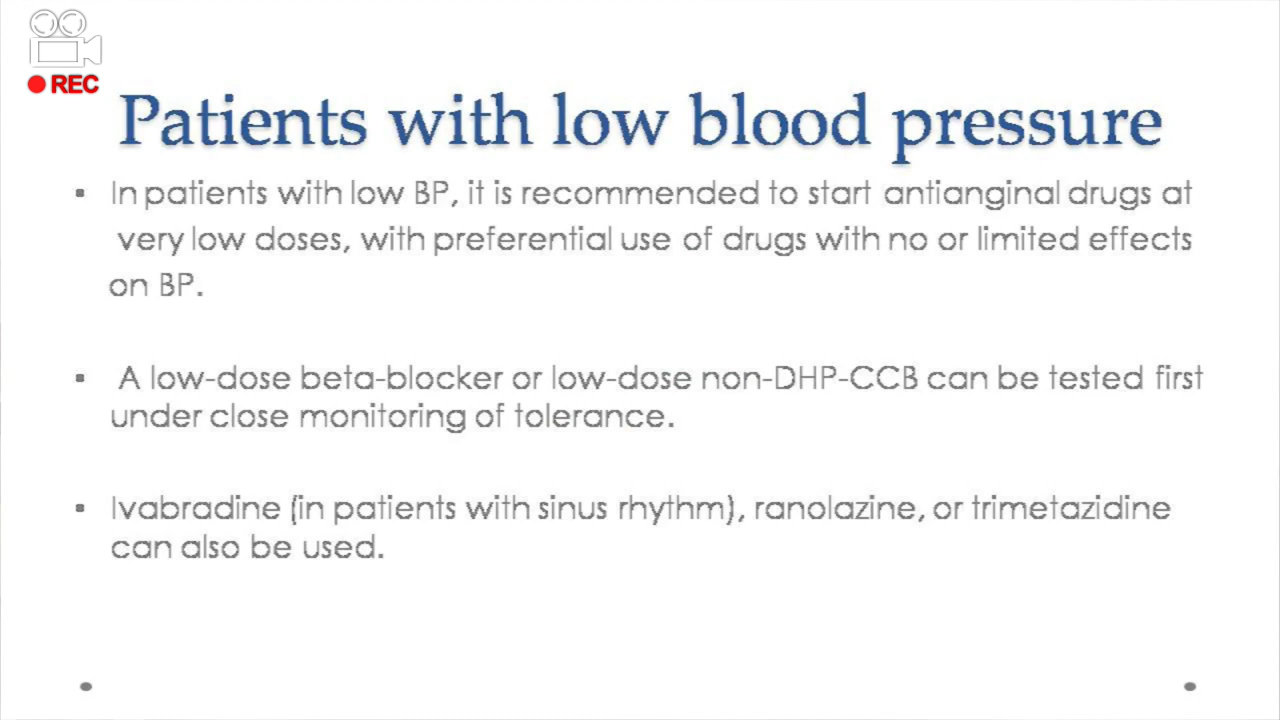 REC
Patients with low blood pressure
▪ In patients with low BP, it is recommended to start antianginal drugs at
very low doses, with preferential use of drugs with no or limited effects
on BP.
▪ A low-dose beta-blocker or low-dose non-DHP-CCB can be tested first
under close monitoring of tolerance.
▪ Ivabradine (in patients with sinus rhythm), ranolazine, or trimetazidine
can also be used.